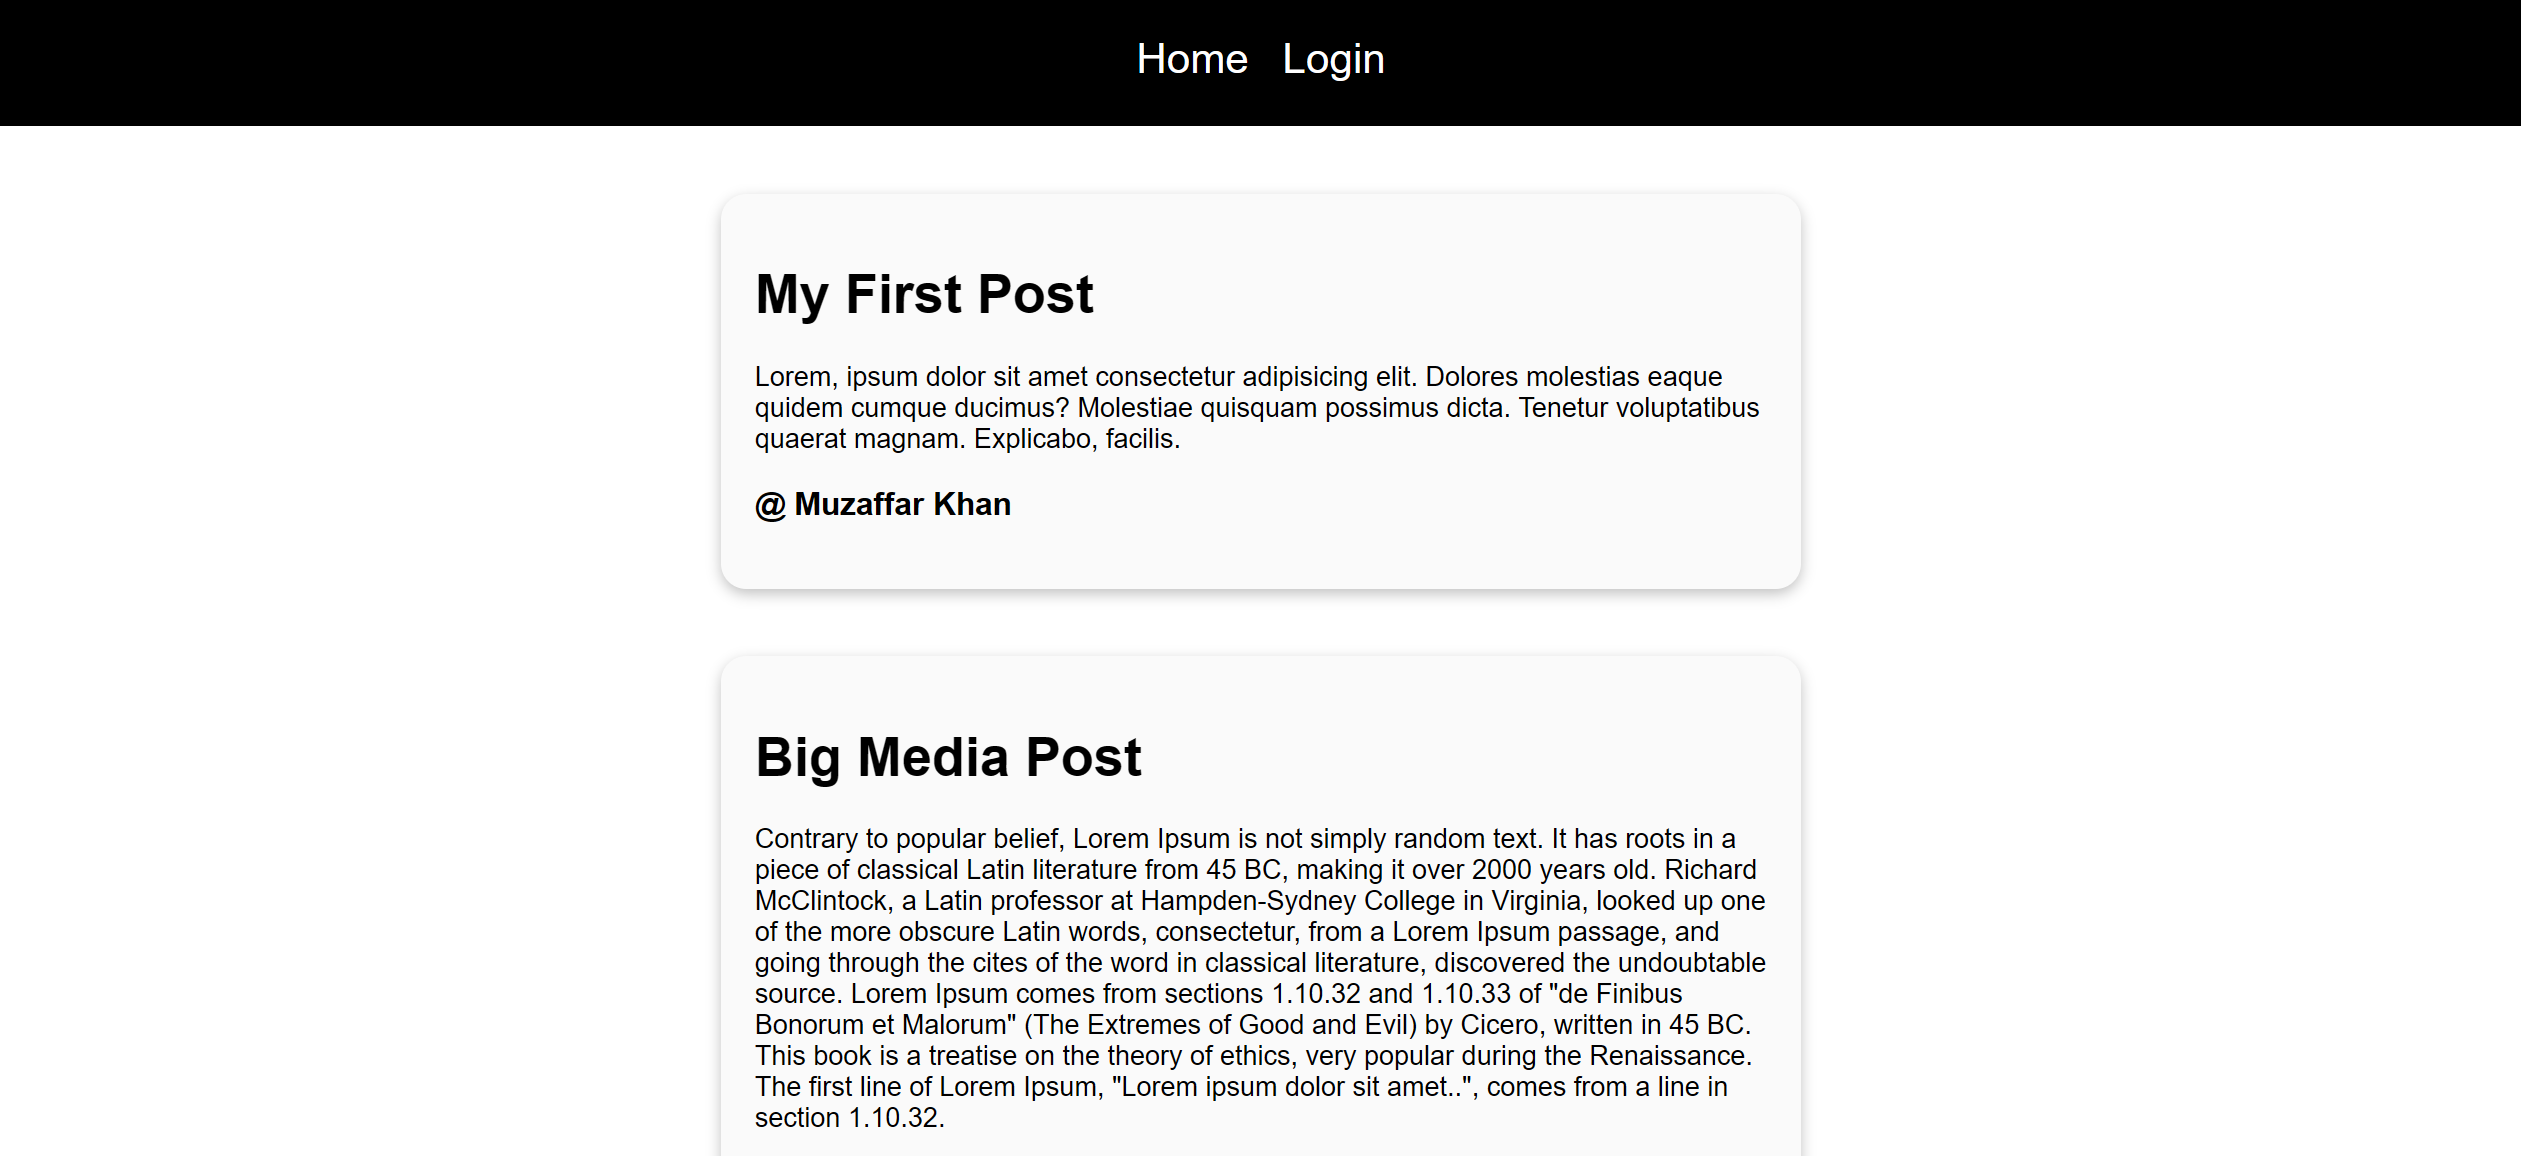 Home Login
My First Post
Lorem, ipsum dolor sit amet consectetur adipisicing elit. Dolores molestias eaque
quidem cumque ducimus? Molestiae quisquam possimus dicta. Tenetur voluptatibus
quaerat magnam. Explicabo, facilis.
@ Muzaffar Khan
Big Media Post
Contrary to popular belief, Lorem Ipsum is not simply random text. It has roots in a
piece of classical Latin literature from 45 BC, making it over 2000 years old. Richard
McClintock, a Latin professor at Hampden-Sydney College in Virginia, looked up one
of the more obscure Latin words, consectetur, from a Lorem Ipsum passage, and
going through the cites of the word in classical literature, discovered the undoubtable
source. Lorem Ipsum comes from sections 1.10.32 and 1.10.33 of "de Finibus
Bonorum et Malorum" (The Extremes of Good and Evil) by Cicero, written in 45 BC.
This book is a treatise on the theory of ethics, very popular during the Renaissance.
The first line of Lorem Ipsum, "Lorem ipsum dolor sit amet..", comes from a line in
section 1.10.32.